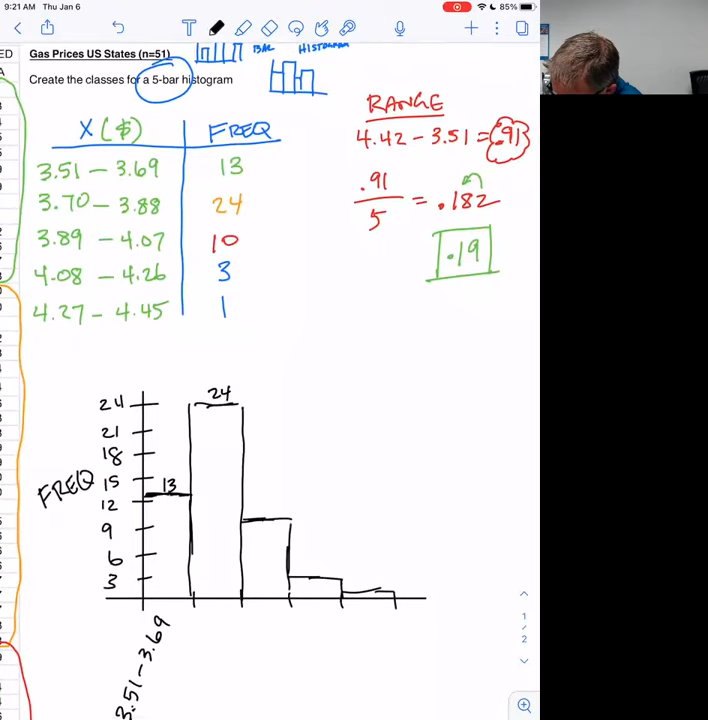 9:21 AM Thu Jan 6
85%
T
ED
A
Gas Prices US States (n=51)
BAR HISTOGRAM
Create the classes for a 5-bar histogram
X ($) FREQ
3.51 – 3.69 13
3.70 – 3.88 24
3.89 – 4.07 10
4.08 – 4.26 3
4.27 – 4.45 1
RANGE
4.42 – 3.51 = .91
.91
5
= .182
.19
24
24
21
18
15
13
12
9
6
3
FREQ
3.51 – 3.69
1
2